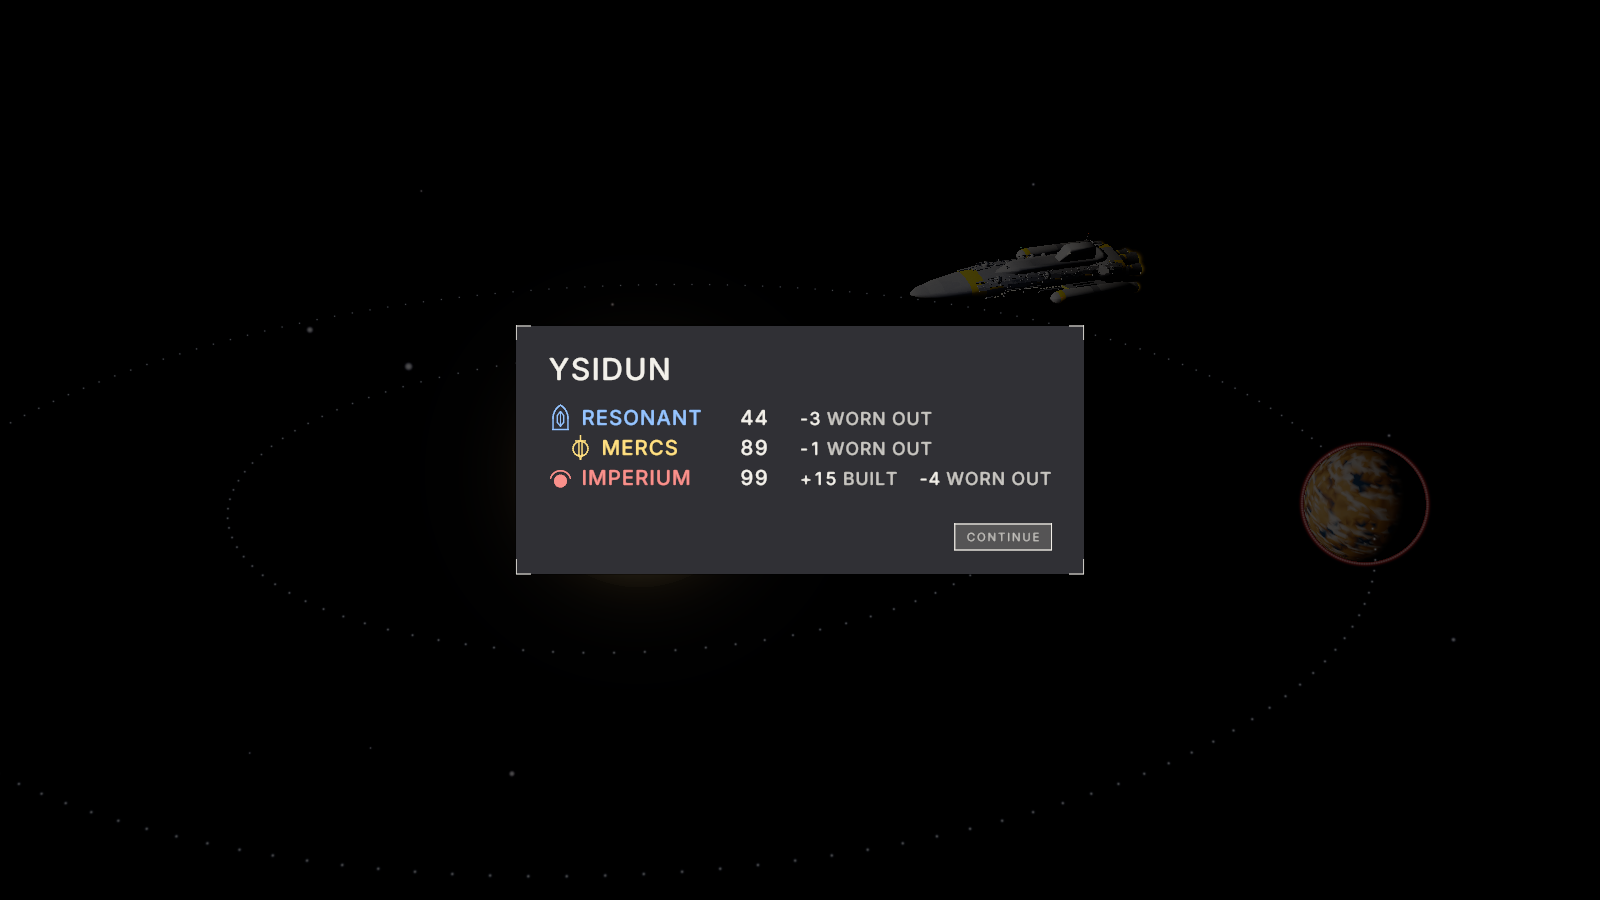 YSIDUN
RESONANT 44 -3 WORN OUT
MERCS 89 -1 WORN OUT
IMPERIUM 99 +15 BUILT -4 WORN OUT
CONTINUE